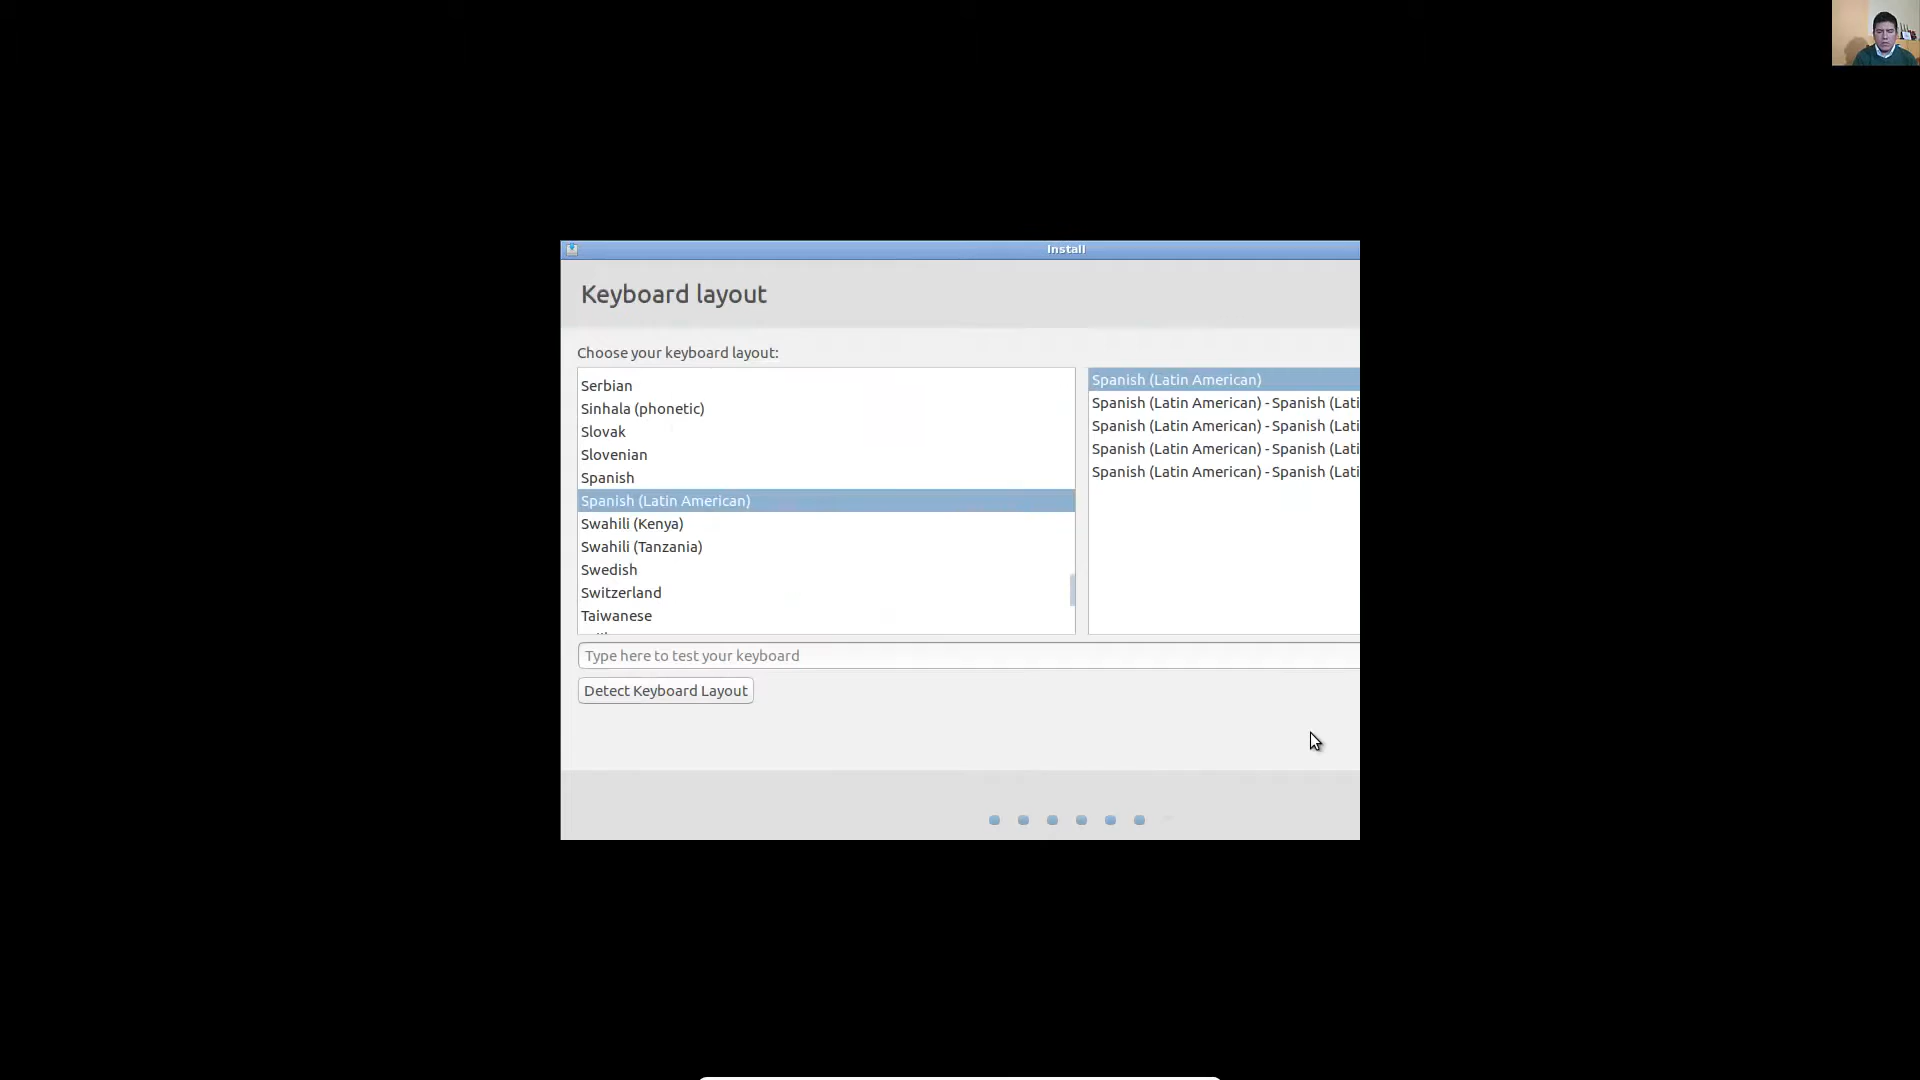 Install
Keyboard layout
Choose your keyboard layout:
Serbian
Sinhala (phonetic)
Slovak
Slovenian
Spanish
Spanish (Latin American)
Swahili (Kenya)
Swahili (Tanzania)
Swedish
Switzerland
Taiwanese
Spanish (Latin American)
Spanish (Latin American) - Spanish (Lati
Spanish (Latin American) - Spanish (Lati
Spanish (Latin American) - Spanish (Lati
Spanish (Latin American) - Spanish (Lati
Type here to test your keyboard
Detect Keyboard Layout